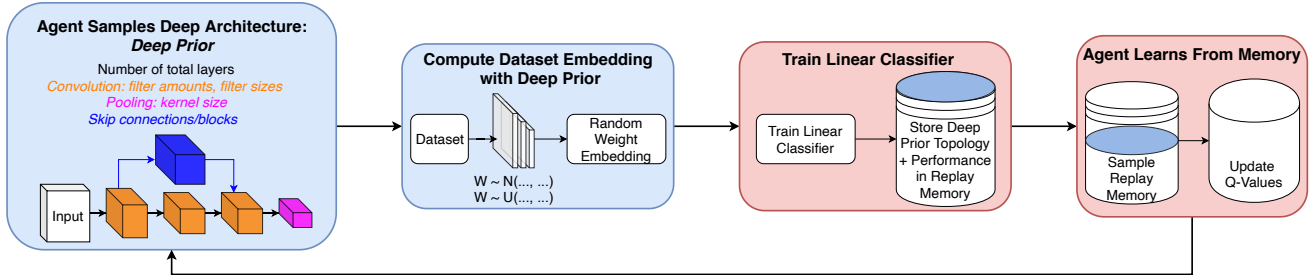 Agent Samples Deep Architecture:
Deep Prior
Number of total layers
Convolution: filter amounts, filter sizes
Pooling: kernel size
Skip connections/blocks
Input
Compute Dataset Embedding
with Deep Prior
Dataset
Random
Weight
Embedding
W ~ N(..., ...)
W ~ U(..., ...)
Train Linear Classifier
Train Linear
Classifier
Store Deep
Prior Topology
+ Performance
in Replay
Memory
Agent Learns From Memory
Sample
Replay
Memory
Update
Q-Values